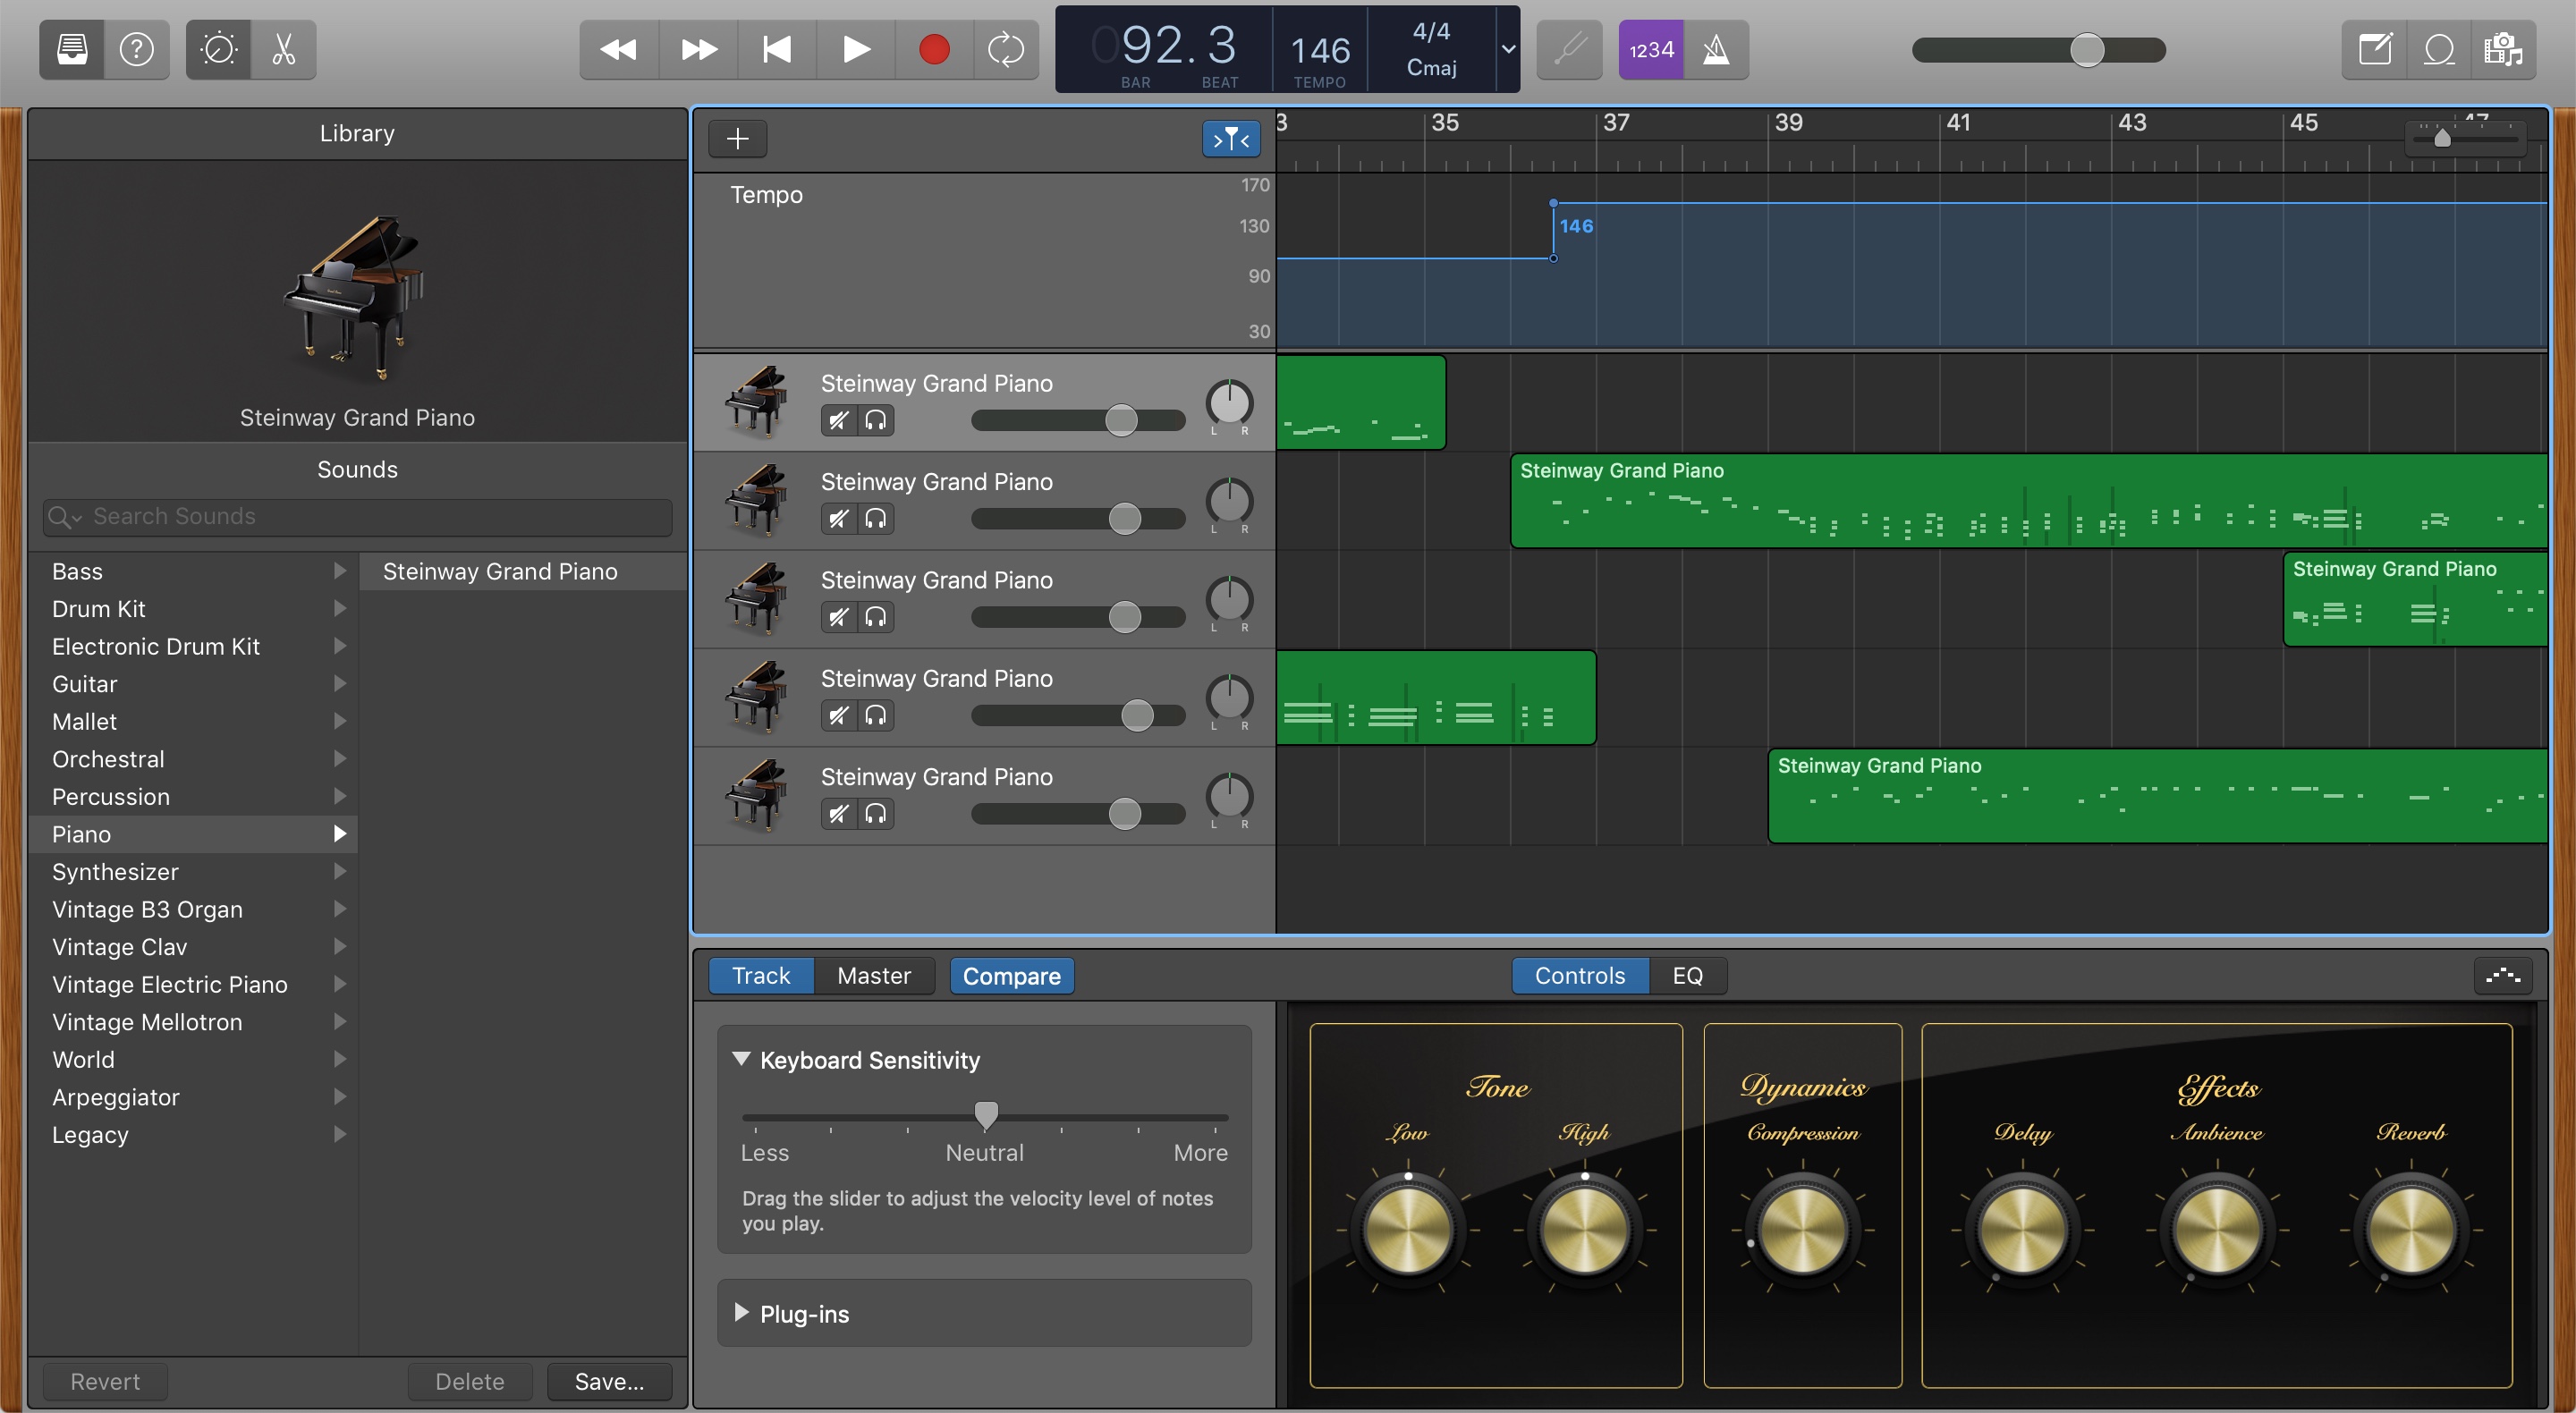 092.3
BAR
BEAT
146
TEMPO
4/4
Cmaj
1234
Library
Steinway Grand Piano
Sounds
Search Sounds
Bass
Drum Kit
Electronic Drum Kit
Guitar
Mallet
Orchestral
Percussion
Piano
Synthesizer
Vintage B3 Organ
Vintage Clav
Vintage Electric Piano
Vintage Mellotron
World
Arpeggiator
Legacy
Steinway Grand Piano
Revert
Delete
Save...
3 35 37 39 41 43 45 47
Tempo
170
130
90
30
146
Steinway Grand Piano
L R
Steinway Grand Piano
L R
Steinway Grand Piano
Steinway Grand Piano
L R
Steinway Grand Piano
Steinway Grand Piano
L R
Steinway Grand Piano
L R
Steinway Grand Piano
Track
Master
Compare
Controls
EQ
Keyboard Sensitivity
Less
Neutral
More
Drag the slider to adjust the velocity level of notes
you play.
Plug-ins
Tone
Low
High
Dynamics
Compression
Effects
Delay
Ambience
Reverb